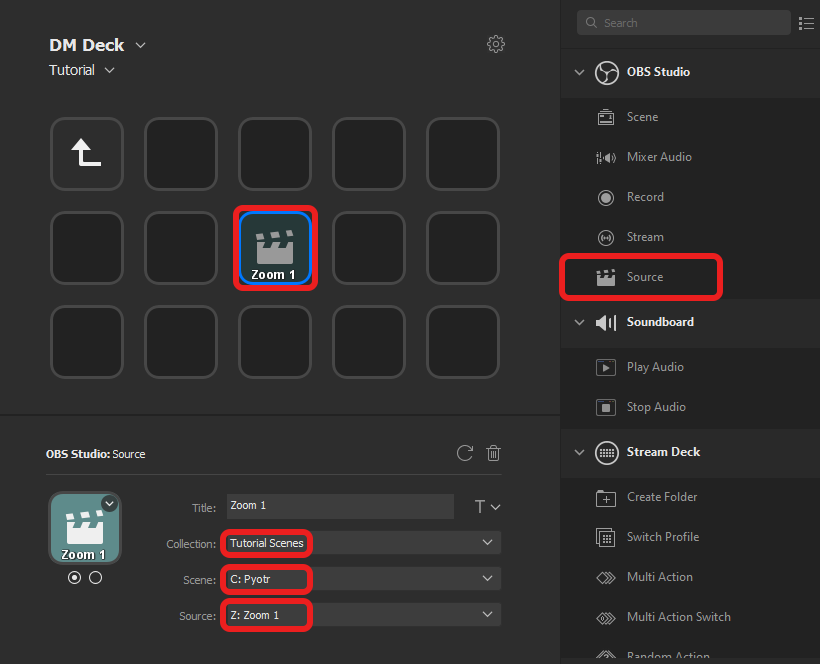 DM Deck
Tutorial
Zoom 1
OBS Studio: Source
Zoom 1
Title: Zoom 1
T
Collection: Tutorial Scenes
Scene: C: Pyotr
Source: Z: Zoom 1
Search
OBS Studio
Scene
Mixer Audio
Record
Stream
Source
Soundboard
Play Audio
Stop Audio
Stream Deck
Create Folder
Switch Profile
Multi Action
Multi Action Switch
Random Action